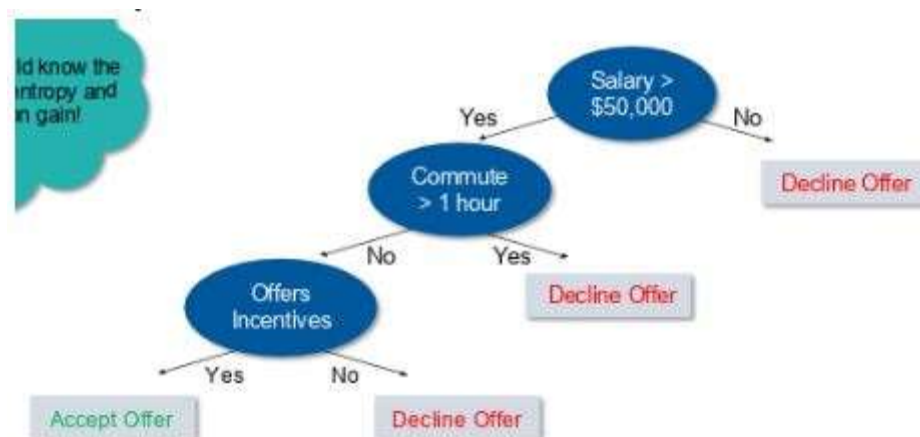 ld know the
entropy and
n gain!
Salary >
$50,000
Yes
No
Commute
> 1 hour
Decline Offer
No
Yes
Offers
Incentives
Decline Offer
Yes
No
Accept Offer
Decline Offer